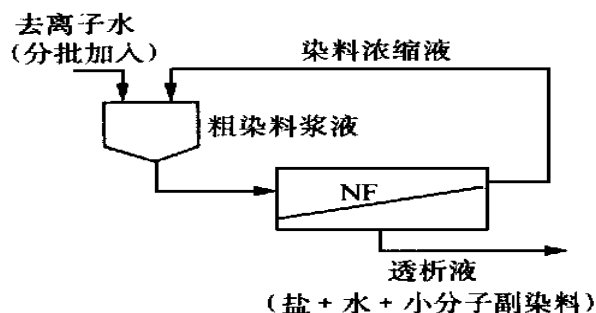 去离子水
(分批加入)
染料浓缩液
粗染料浆液
NF
透析液
(盐+水+小分子副染料)